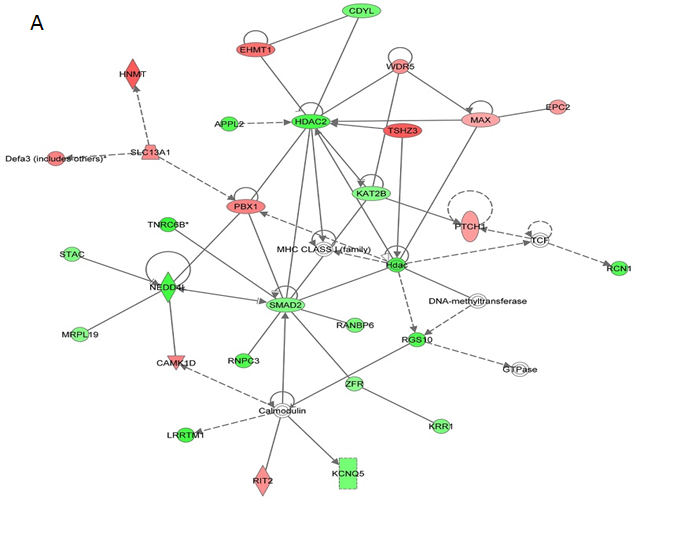 A
CDYL
EHMT1
WDR5
HNMT
EPC2
APPL2
HDAC2
MAX
TSHZ3
SLC13A1
Defa3 (includes others)*
KAT2B
PBX1
PTCH1
TNRC6B*
TCF
MHC CLASS I (family)
STAC
Hdac
RCN1
NEDD4L
DNA-methyltransferase
SMAD2
RANBP6
MRPL19
RGS10
RNPC3
CAMK1D
GTPase
ZFR
Calmodulin
LRRTM1
KRR1
KCNQ5
RIT2